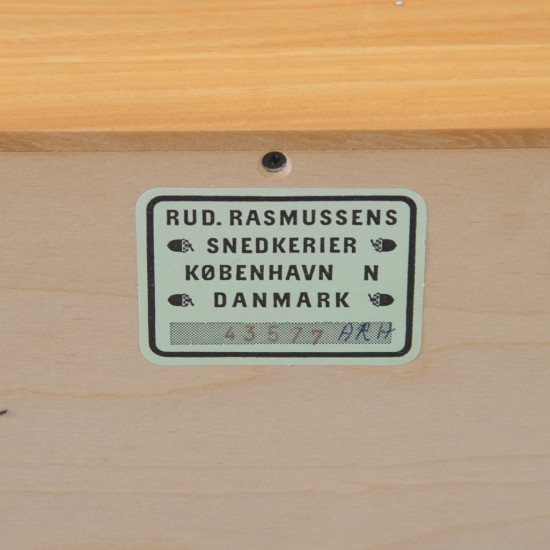 RUD. RASMUSSENS
SNEDKERIER
KØBENHAVN N
DANMARK
43577 ARH